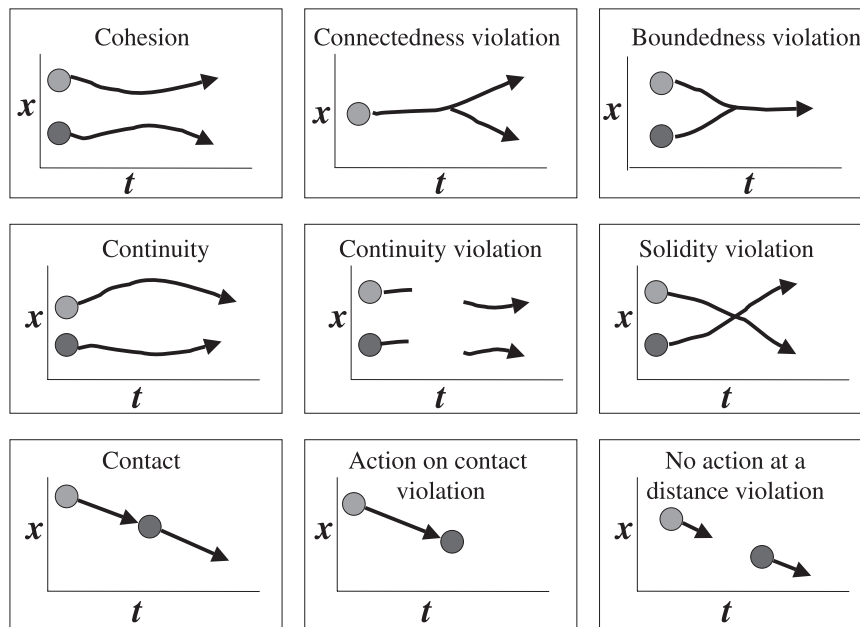 Cohesion
x
t
Connectedness violation
x
t
Boundedness violation
x
t
Continuity
x
t
Continuity violation
x
t
Solidity violation
x
t
Contact
x
t
Action on contact
violation
x
t
No action at a
distance violation
x
t